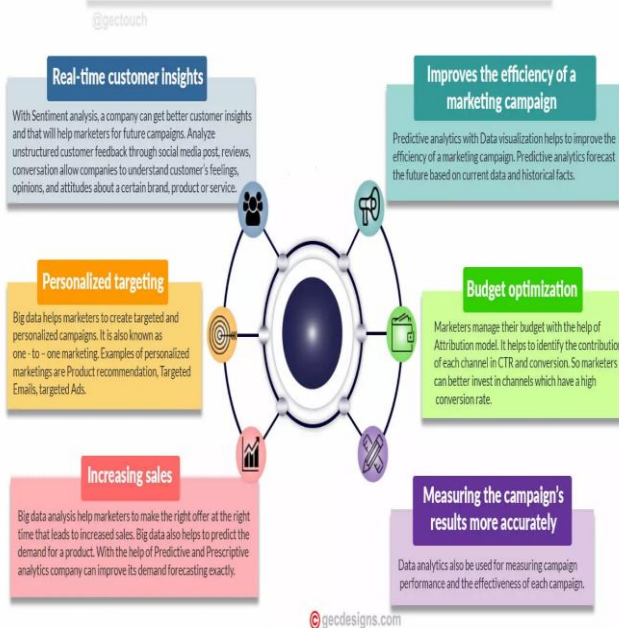 @gectouch
Real-time customer insights
With Sentiment analysis, a company can get better customer insights
and that will help marketers for future campaigns. Analyze
unstructured customer feedback through social media post, reviews,
conversation allow companies to understand customer's feelings,
opinions, and attitudes about a certain brand, product or service.
Personalized targeting
Big data helps marketers to create targeted and
personalized campaigns. It is also known as
one - to – one marketing. Examples of personalized
marketings are Product recommendation, Targeted
Emails, targeted Ads.
Increasing sales
Big data analysis help marketers to make the right offer at the right
time that leads to increased sales. Big data also helps to predict the
demand for a product. With the help of Predictive and Prescriptive
analytics company can improve its demand forecasting exactly.
Improves the efficiency of a
marketing campaign
Predictive analytics with Data visualization helps to improve the
efficiency of a marketing campaign. Predictive analytics forecast
the future based on current data and historical facts.
Budget optimization
Marketers manage their budget with the help of
Attribution model. It helps to identify the contribution
of each channel in CTR and conversion. So marketers
can better invest in channels which have a high
conversion rate.
Measuring the campaign's
results more accurately
Data analytics also be used for measuring campaign
performance and the effectiveness of each campaign.
© gecdesigns.com